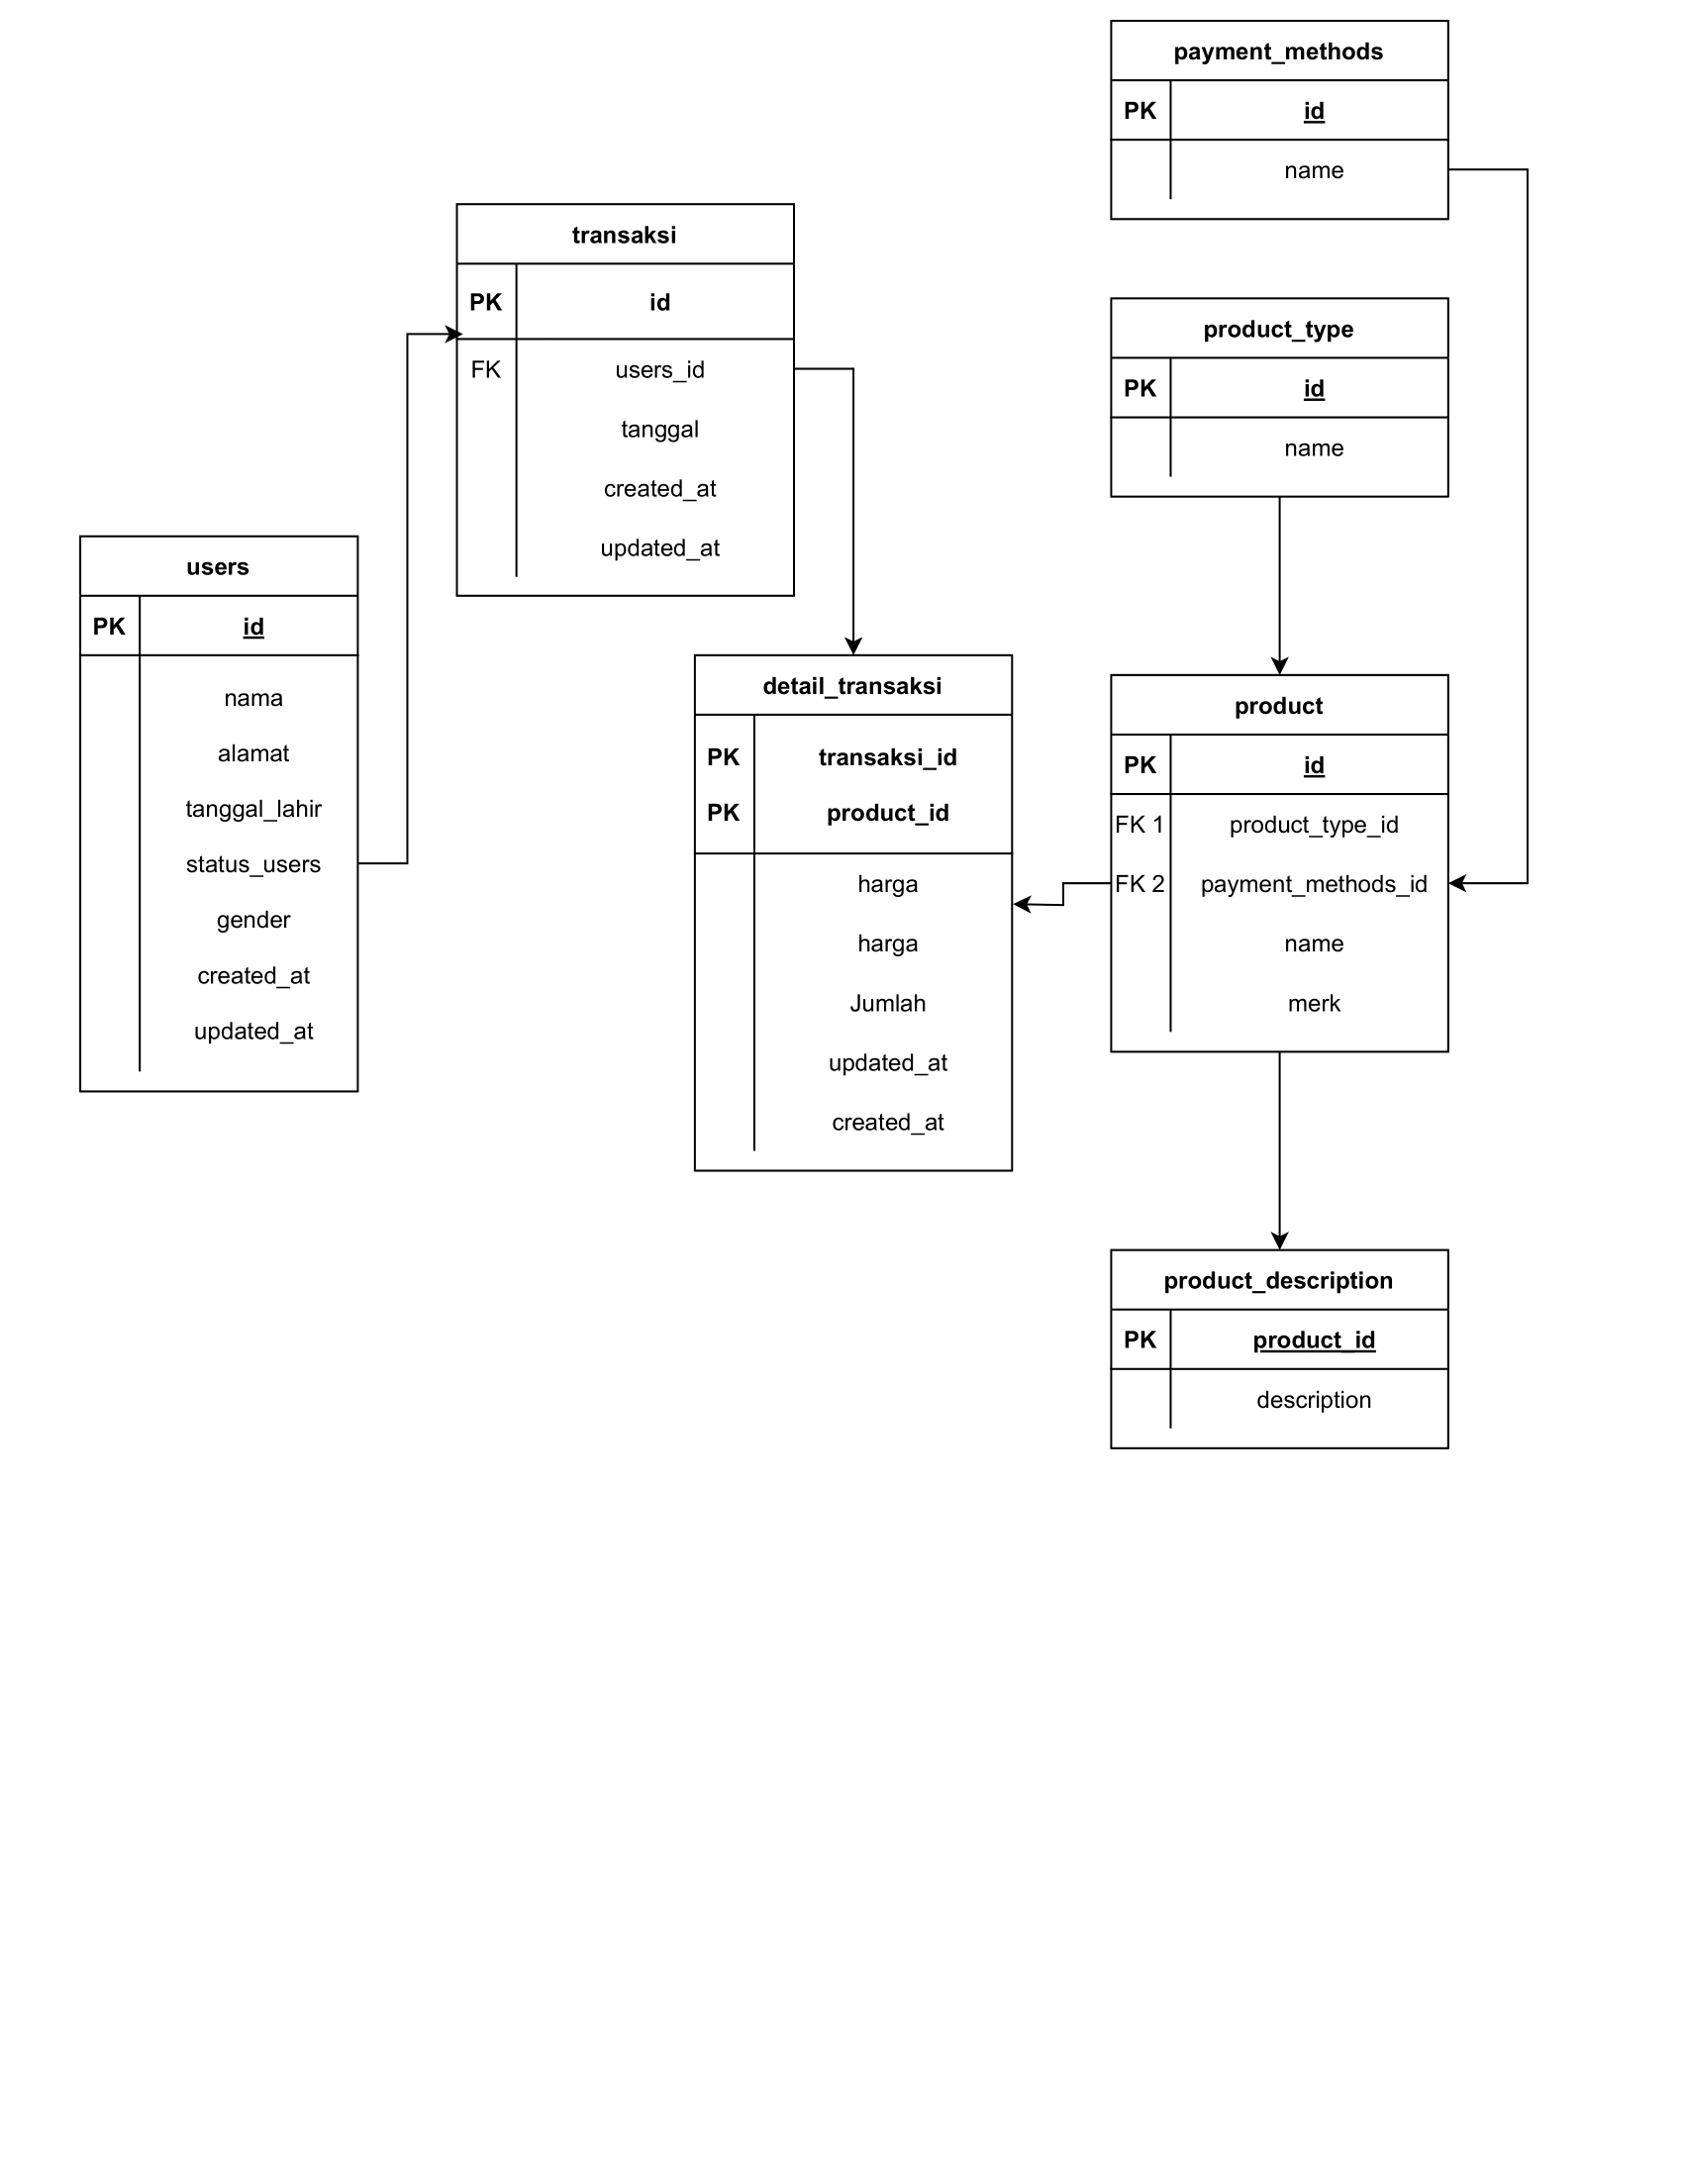 payment_methods
PK id
name
transaksi
PK id
FK users_id
tanggal
created_at
updated_at
product_type
PK id
name
users
PK id
nama
alamat
tanggal_lahir
status_users
gender
created_at
updated_at
detail_transaksi
PK transaksi_id
PK product_id
harga
harga
Jumlah
updated_at
created_at
product
PK id
FK 1 product_type_id
FK 2 payment_methods_id
name
merk
product_description
PK product_id
description